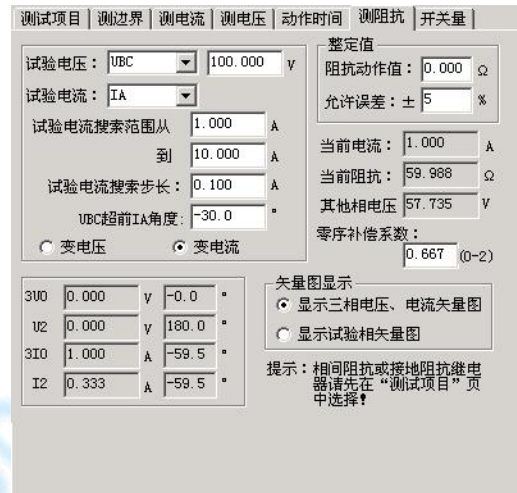 测试项目 测边界 测电流 测电压 动作时间 测阻抗 开关量
试验电压： UBC 100.000 V
试验电流： IA
试验电流搜索范围从 1.000 A
到 10.000 A
试验电流搜索步长： 0.100 A
UBC超前IA角度： -30.0 °
变电压 变电流
整定值
阻抗动作值： 0.000 Ω
允许误差：± 5 %
当前电流： 1.000 A
当前阻抗： 59.988 Ω
其他相电压 57.735 V
零序补偿系数：
0.667 (0-2)
3U0 0.000 V -0.0 °
U2 0.000 V 180.0 °
3I0 1.000 A -59.5 °
I2 0.333 A -59.5 °
矢量图显示
显示三相电压、电流矢量图
显示试验相矢量图
提示：相间阻抗或接地阻抗继电
器请先在“测试项目”页
中选择！